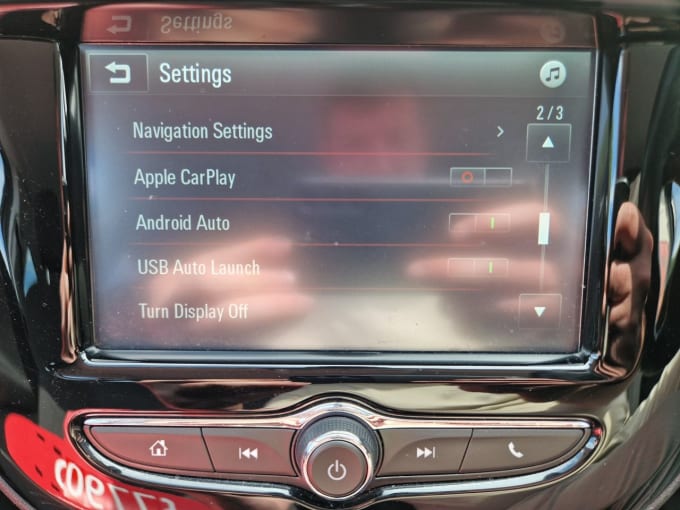 Settings
2/3
Navigation Settings
Apple CarPlay
Android Auto
USB Auto Launch
Turn Display Off